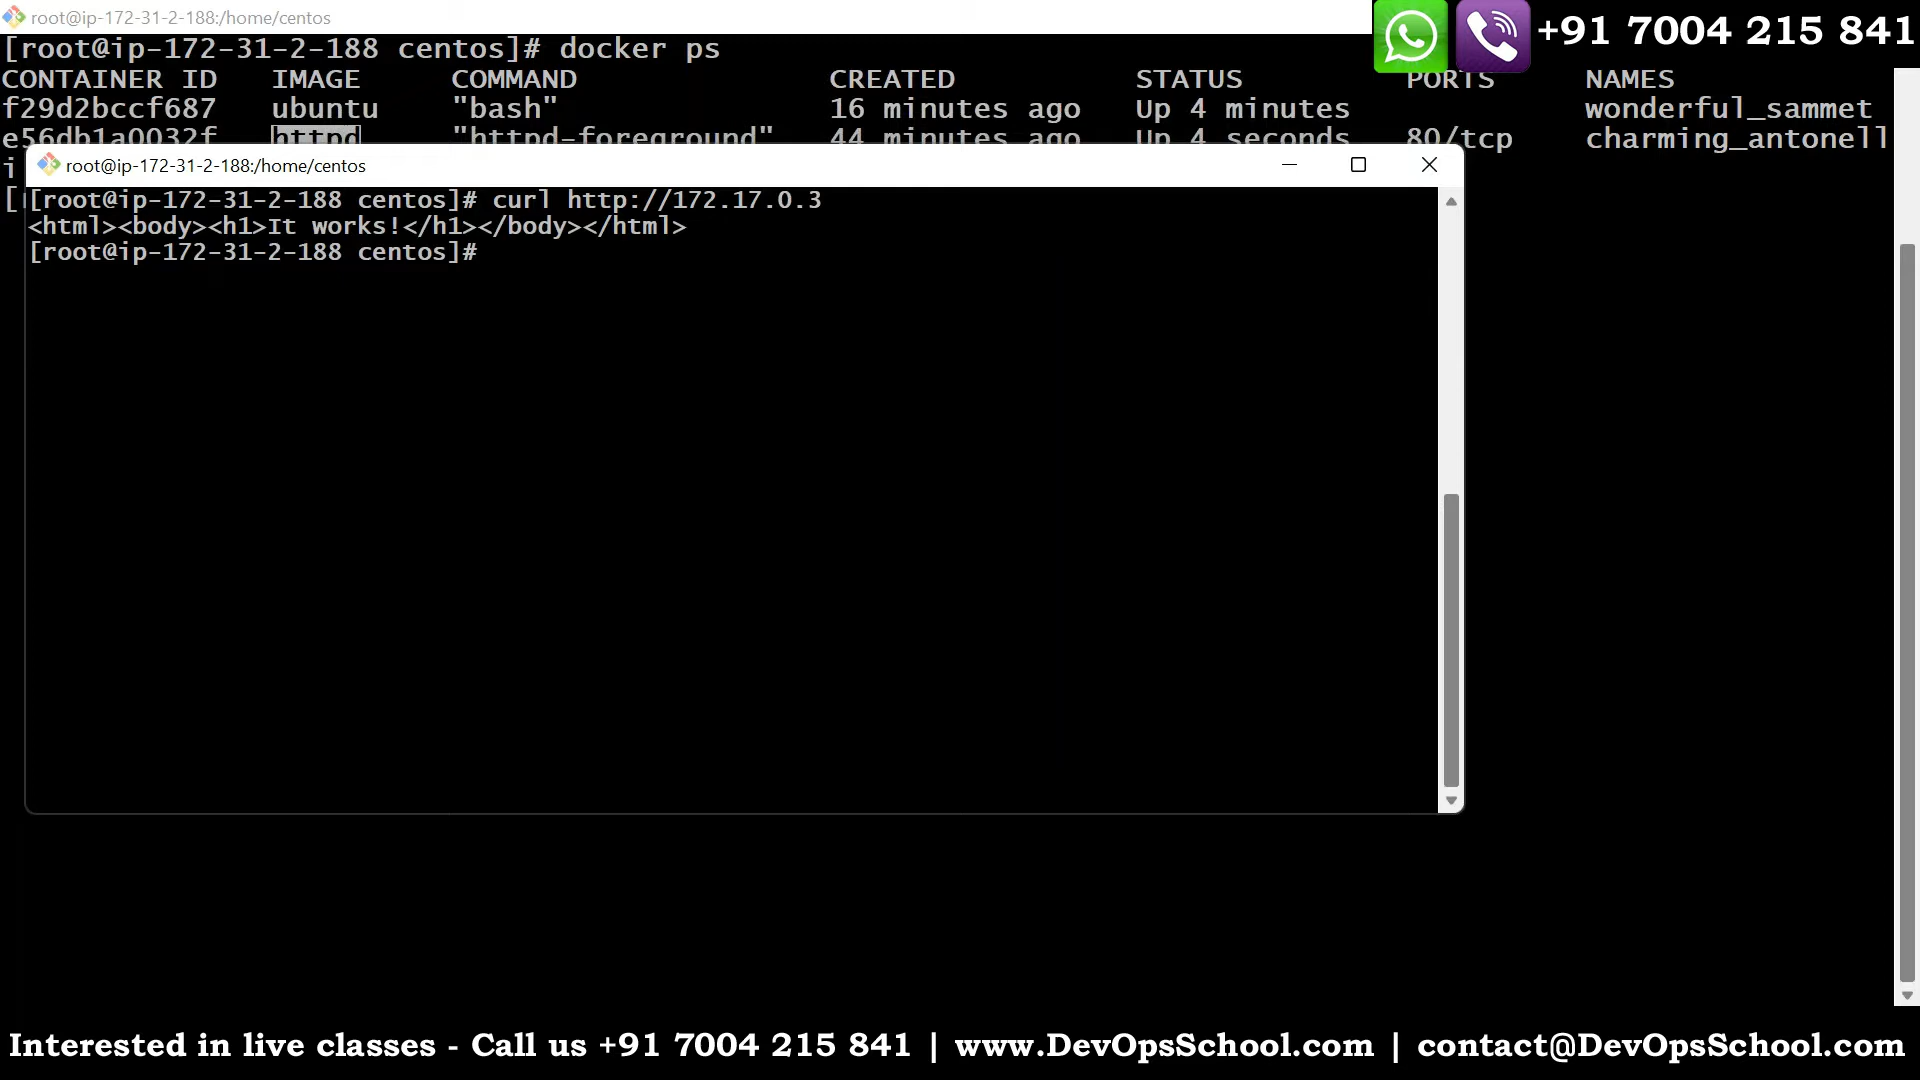 root@ip-172-31-2-188:/home/centos
+91 7004 215 841
[root@ip-172-31-2-188 centos]# docker ps
CONTAINER ID IMAGE COMMAND CREATED STATUS PORTS NAMES
f29d2bccf687 ubuntu "bash" 16 minutes ago Up 4 minutes wonderful_sammet
e56db1a0032f httpd "httpd-foreground" 44 minutes ago Up 4 seconds 80/tcp charming_antonell
i
[
root@ip-172-31-2-188:/home/centos
[root@ip-172-31-2-188 centos]# curl http://172.17.0.3
<html><body><h1>It works!</h1></body></html>
[root@ip-172-31-2-188 centos]#
Interested in live classes - Call us +91 7004 215 841 | www.DevOpsSchool.com | contact@DevOpsSchool.com